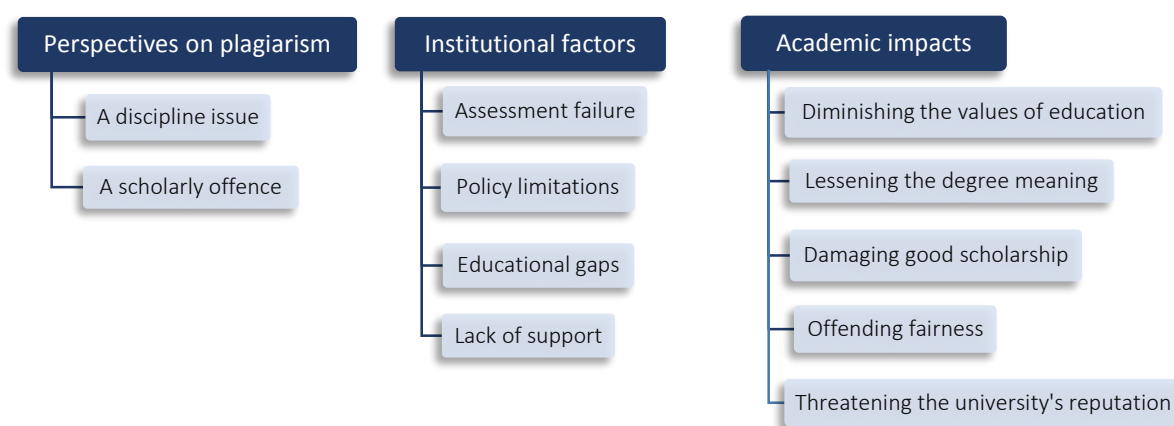 Perspectives on plagiarism
A discipline issue
A scholarly offence
Institutional factors
Assessment failure
Policy limitations
Educational gaps
Lack of support
Academic impacts
Diminishing the values of education
Lessening the degree meaning
Damaging good scholarship
Offending fairness
Threatening the university's reputation